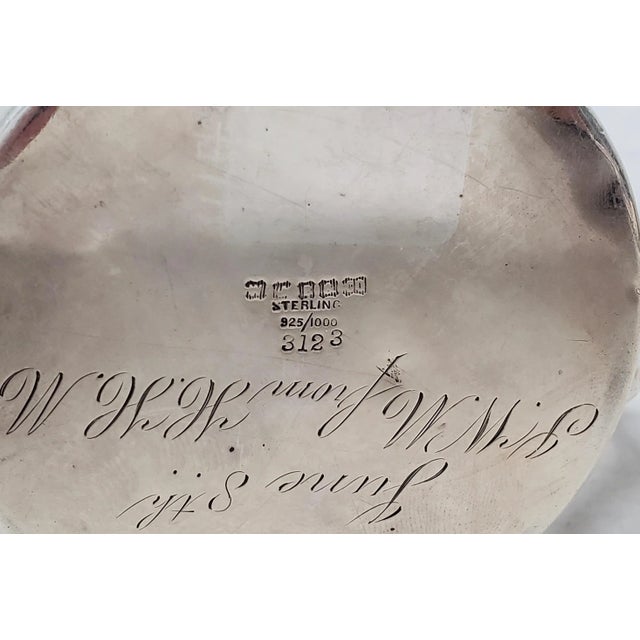 STERLING
925/1000
3123
J.W.M. from H.H.M
June 8th